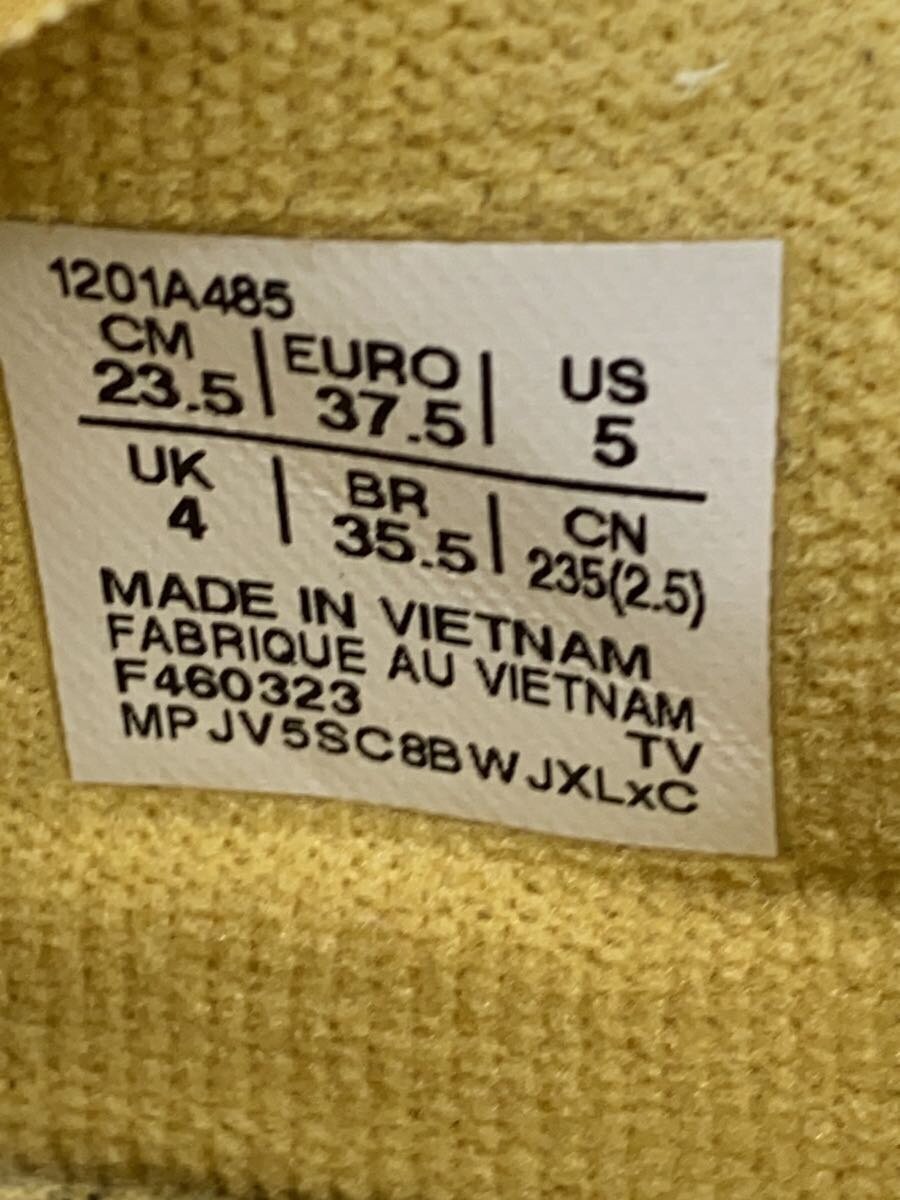 1201A485
CM | EURO | US
23.5 | 37.5 | 5
UK | BR | CN
4 | 35.5 | 235(2.5)
MADE IN VIETNAM
FABRIQUE AU VIETNAM
F460323 TV
MPJV5SC8BWJXLxC